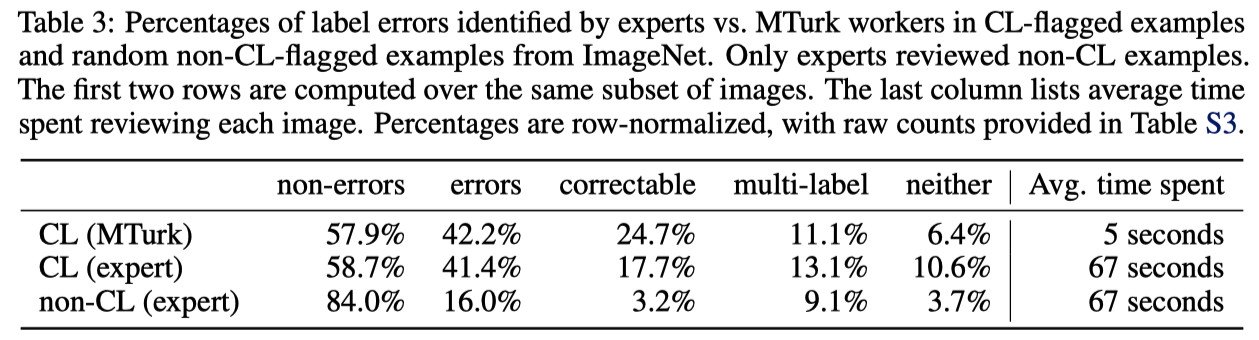 Table 3: Percentages of label errors identified by experts vs. MTurk workers in CL-flagged examples
and random non-CL-flagged examples from ImageNet. Only experts reviewed non-CL examples.
The first two rows are computed over the same subset of images. The last column lists average time
spent reviewing each image. Percentages are row-normalized, with raw counts provided in Table S3.
non-errors errors correctable multi-label neither Avg. time spent
CL (MTurk) 57.9% 42.2% 24.7% 11.1% 6.4% 5 seconds
CL (expert) 58.7% 41.4% 17.7% 13.1% 10.6% 67 seconds
non-CL (expert) 84.0% 16.0% 3.2% 9.1% 3.7% 67 seconds